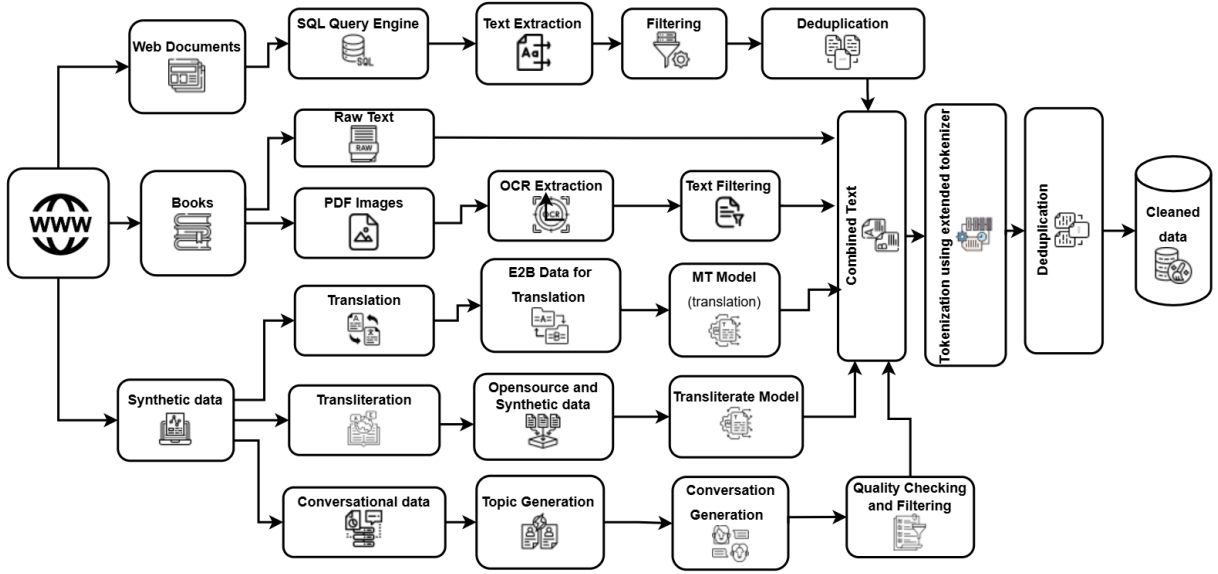 Web Documents
SQL Query Engine
SQL
Text Extraction
Aa
Filtering
Deduplication
WWW
Books
Raw Text
RAW
PDF Images
OCR Extraction
OCR
Text Filtering
Translation
A
E2B Data for
Translation
=A=
=B=
MT Model
(translation)
T
Synthetic data
Transliteration
Opensource and
Synthetic data
Transliterate Model
T
Conversational data
Topic Generation
Conversation
Generation
Quality Checking
and Filtering
Combined Text
Tokenization using extended tokenizer
Deduplication
Cleaned
data